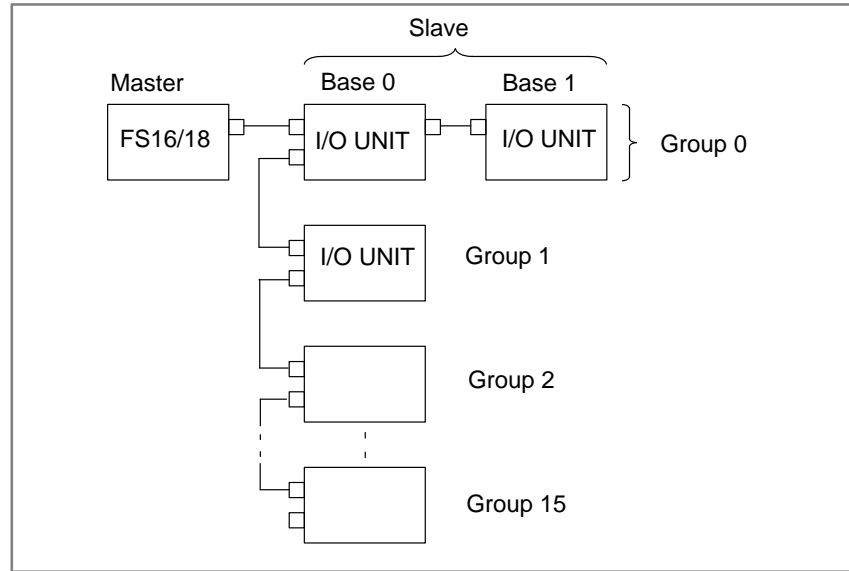 Slave
Master
Base 0
Base 1
FS16/18
I/O UNIT
I/O UNIT
Group 0
I/O UNIT
Group 1
Group 2
Group 15